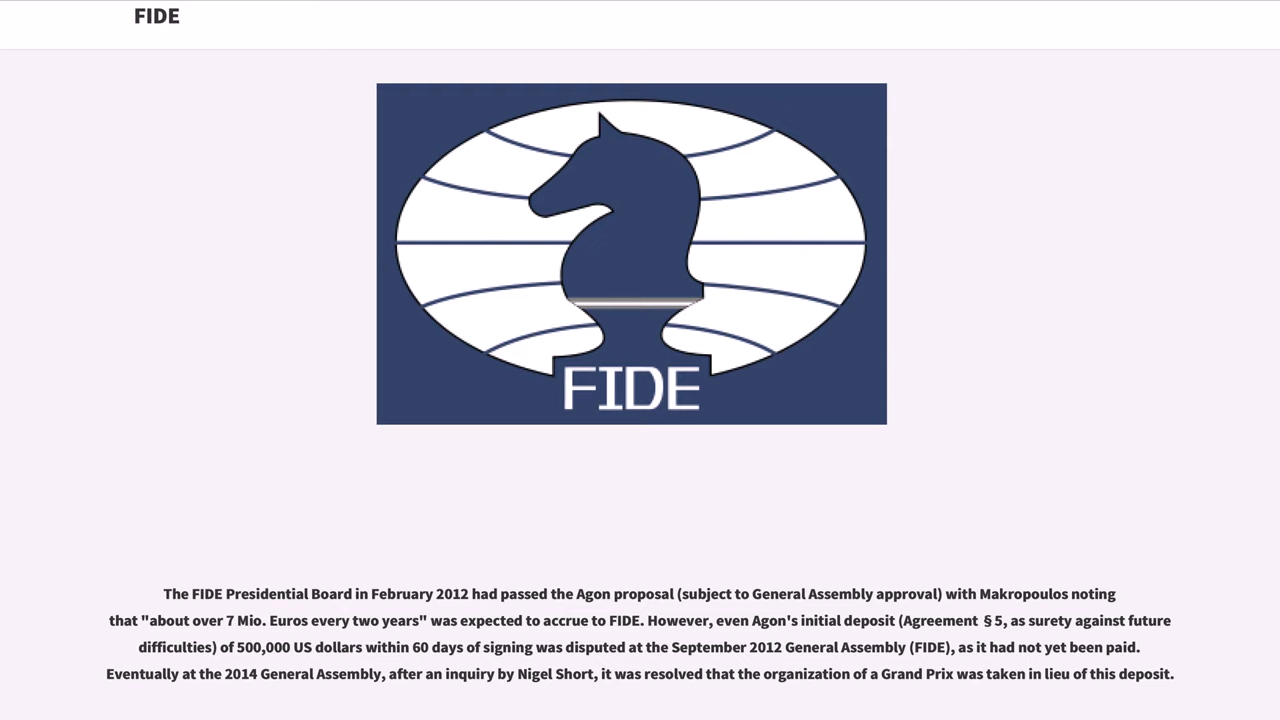 FIDE
FIDE
The FIDE Presidential Board in February 2012 had passed the Agon proposal (subject to General Assembly approval) with Makropoulos noting
that "about over 7 Mio. Euros every two years" was expected to accrue to FIDE. However, even Agon's initial deposit (Agreement §5, as surety against future
difficulties) of 500,000 US dollars within 60 days of signing was disputed at the September 2012 General Assembly (FIDE), as it had not yet been paid.
Eventually at the 2014 General Assembly, after an inquiry by Nigel Short, it was resolved that the organization of a Grand Prix was taken in lieu of this deposit.